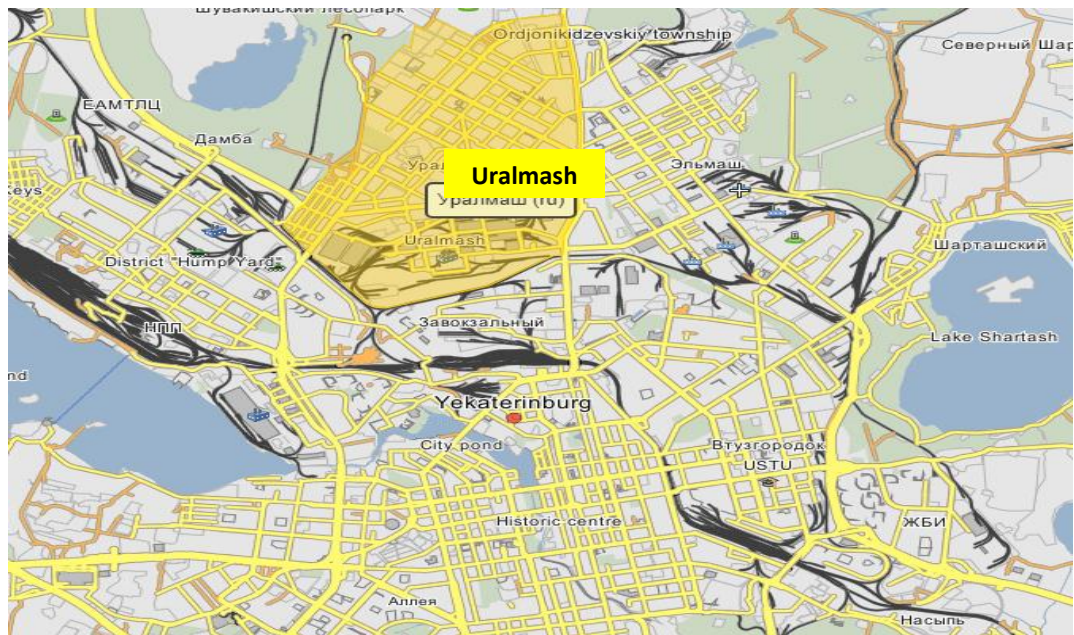 Шувакишский лесопарк
Ordjonikidzevskiy township
Северный Шар
ЕАМТЛЦ
Дамба
Ура
Uralmash
Эльмаш
keys
Уралмаш (ru)
Uralmash
Шарташский
District "Hump Yard"
НПП
Завокзальный
Lake Shartash
nd
Yekaterinburg
City pond
Втузгородок
USTU
Historic centre
ЖБИ
Аллея
Насыпь